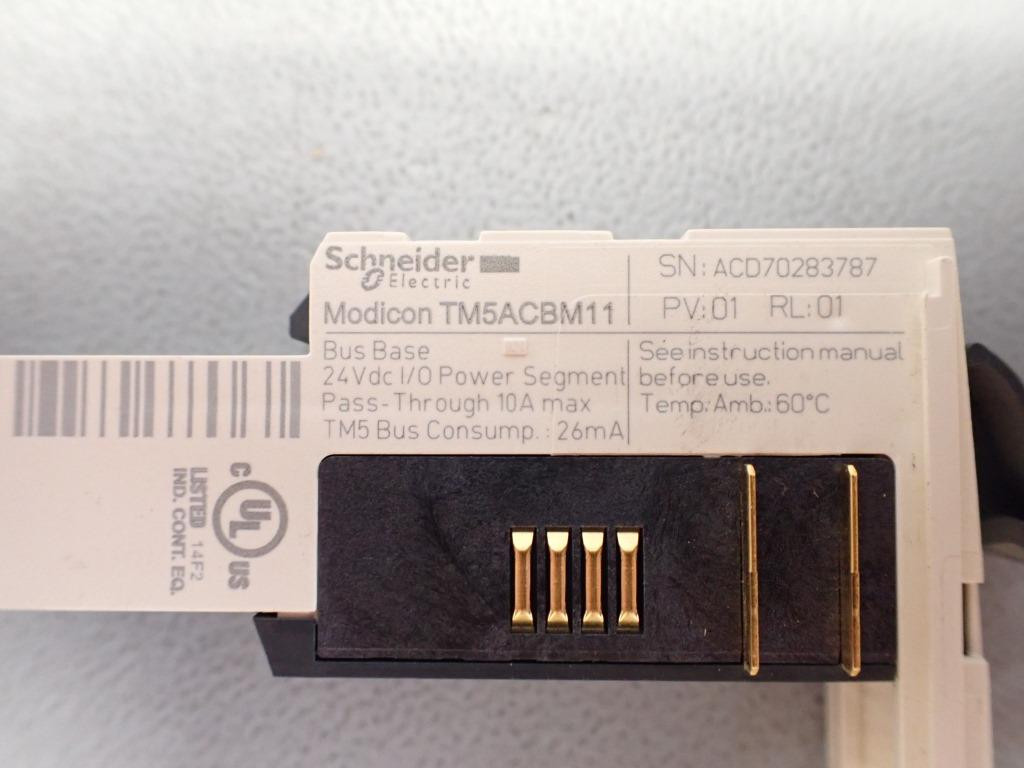 Schneider
Electric
Modicon TM5ACBM11
SN: ACD70283787
PV:01 RL:01
Bus Base
24Vdc I/O Power Segment
Pass-Through 10A max
TM5 Bus Consump.: 26mA
See instruction manual
before use.
Temp. Amb.: 60°C
C UL US
LISTED 14F2
IND. CONT. EQ.